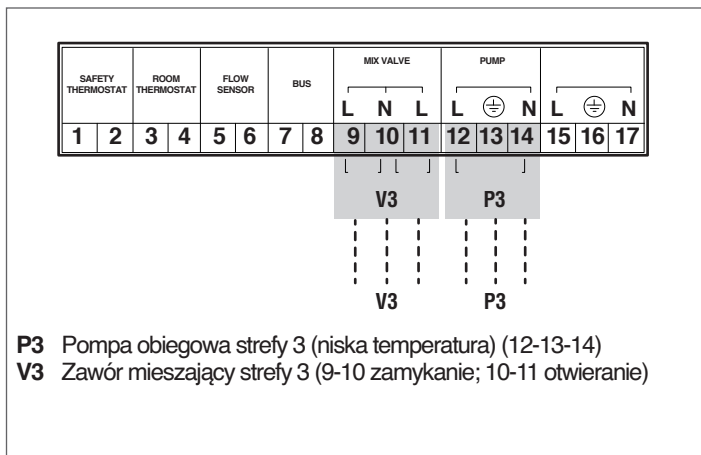 MIX VALVE PUMP
SAFETY THERMOSTAT ROOM THERMOSTAT FLOW SENSOR BUS
L N L L N L N
1 2 3 4 5 6 7 8 9 10 11 12 13 14 15 16 17
V3 P3
V3 P3
P3 Pompa obiegowa strefy 3 (niska temperatura) (12-13-14)
V3 Zawór mieszający strefy 3 (9-10 zamykanie; 10-11 otwieranie)